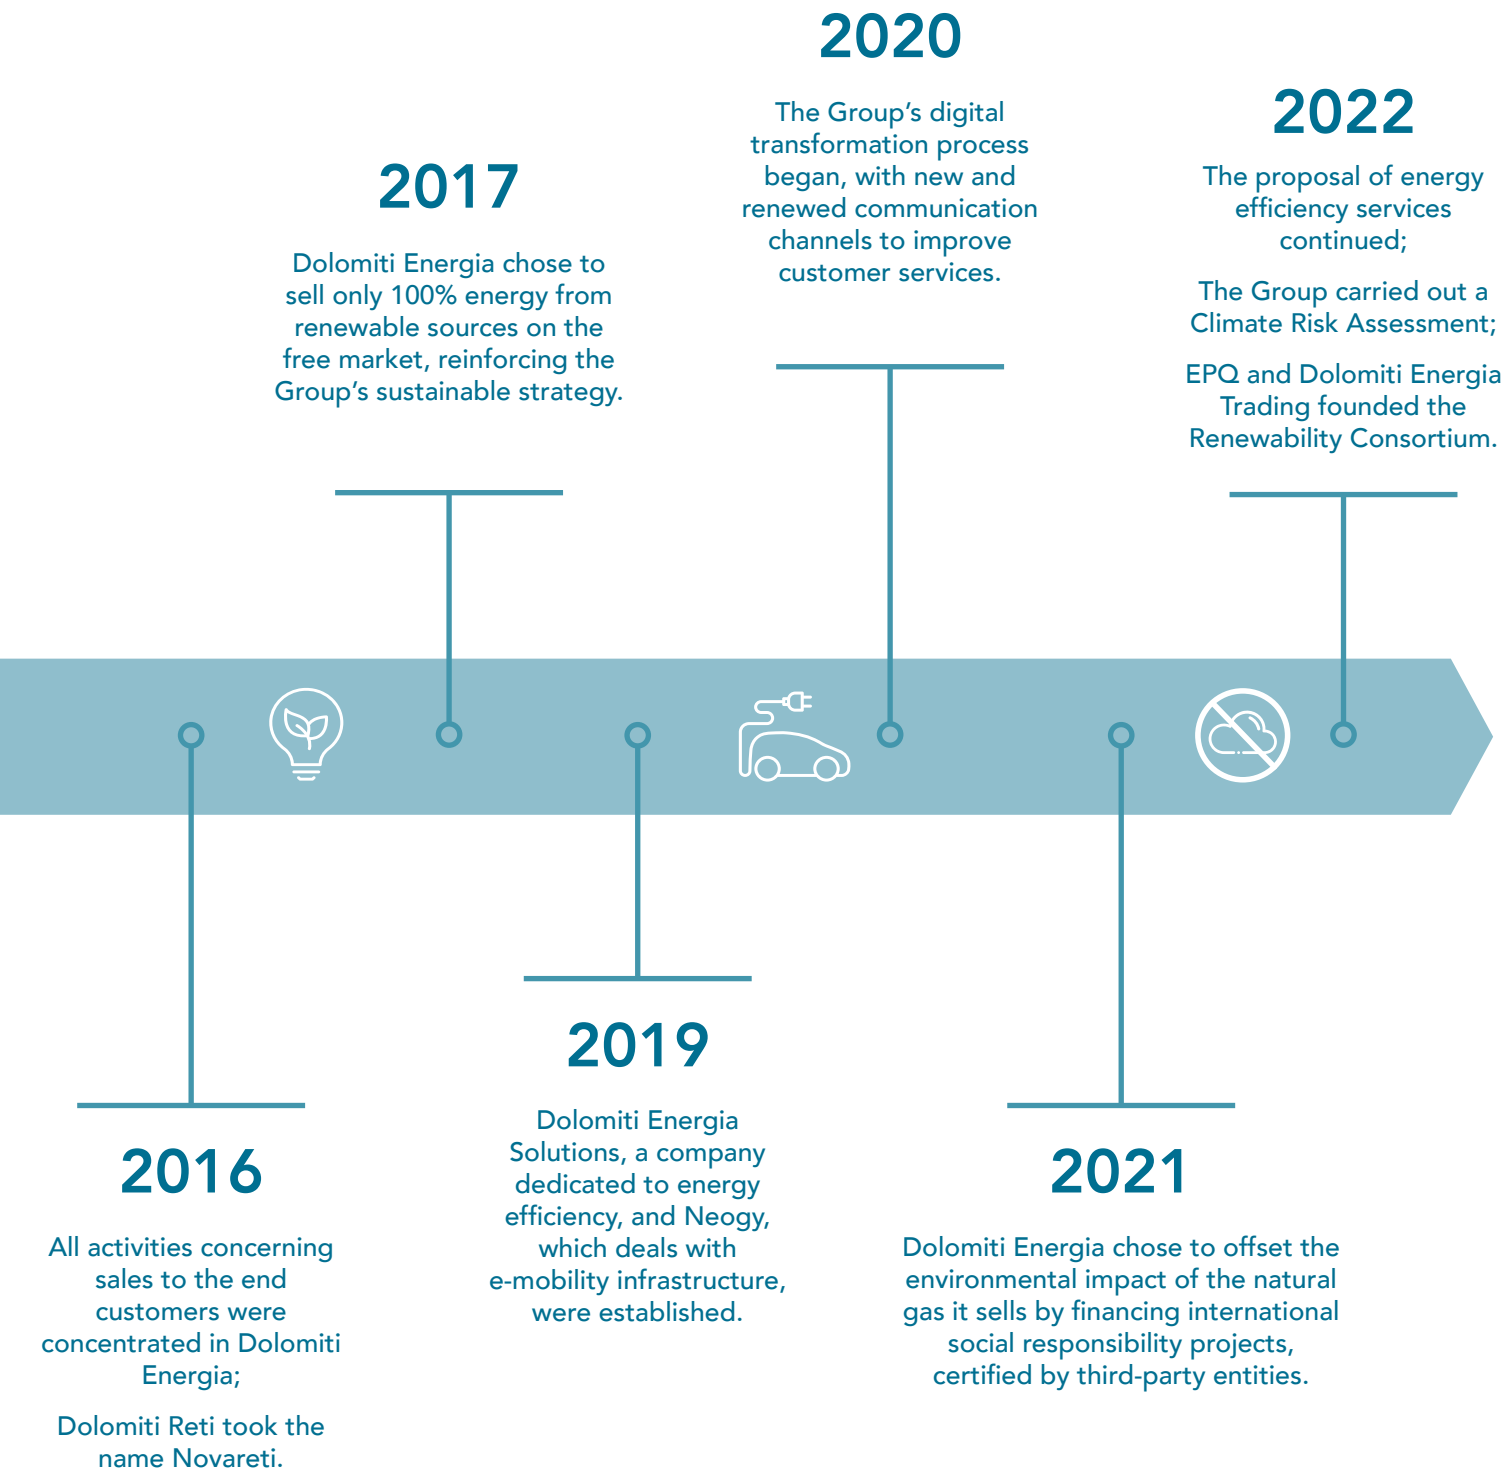 2016
All activities concerning
sales to the end
customers were
concentrated in Dolomiti
Energia;
Dolomiti Reti took the
name Novareti.
2017
Dolomiti Energia chose to
sell only 100% energy from
renewable sources on the
free market, reinforcing the
Group’s sustainable strategy.
2019
Dolomiti Energia
Solutions, a company
dedicated to energy
efficiency, and Neogy,
which deals with
e-mobility infrastructure,
were established.
2020
The Group’s digital
transformation process
began, with new and
renewed communication
channels to improve
customer services.
2021
Dolomiti Energia chose to offset the
environmental impact of the natural
gas it sells by financing international
social responsibility projects,
certified by third-party entities.
2022
The proposal of energy
efficiency services
continued;
The Group carried out a
Climate Risk Assessment;
EPQ and Dolomiti Energia
Trading founded the
Renewability Consortium.